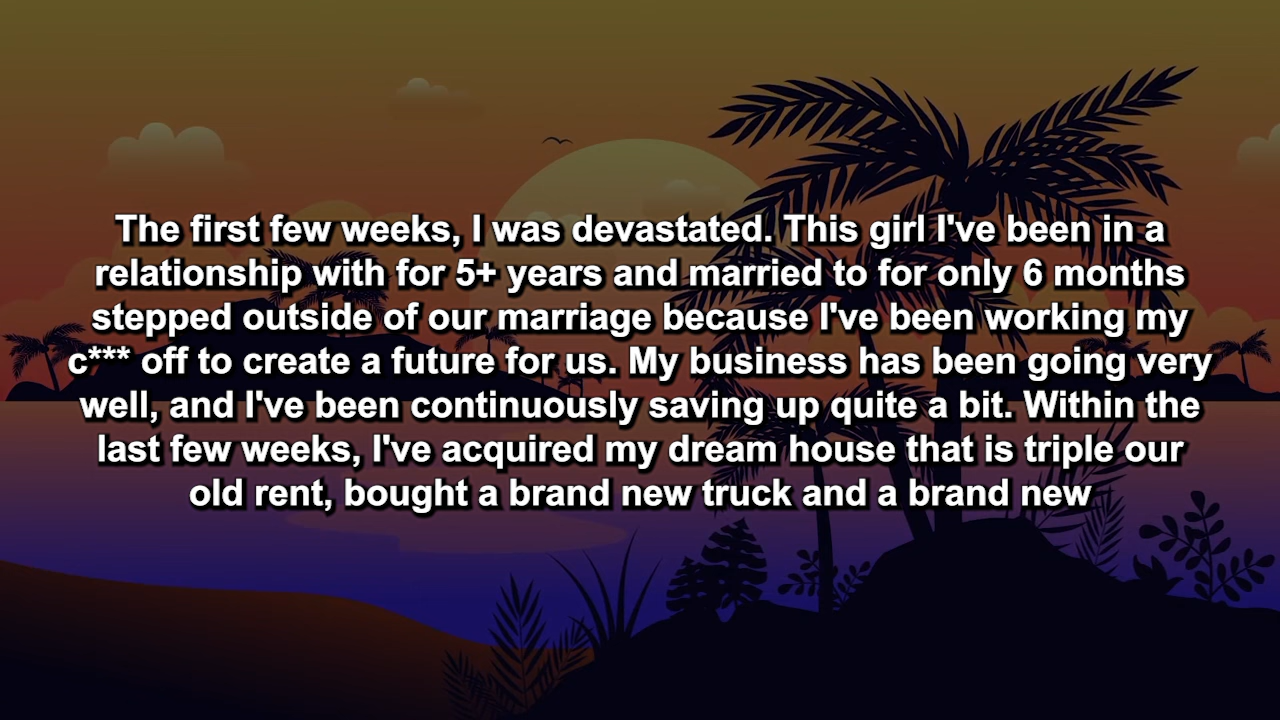 The first few weeks, I was devastated. This girl I've been in a
relationship with for 5+ years and married to for only 6 months
stepped outside of our marriage because I've been working my
c*** off to create a future for us. My business has been going very
well, and I've been continuously saving up quite a bit. Within the
last few weeks, I've acquired my dream house that is triple our
old rent, bought a brand new truck and a brand new